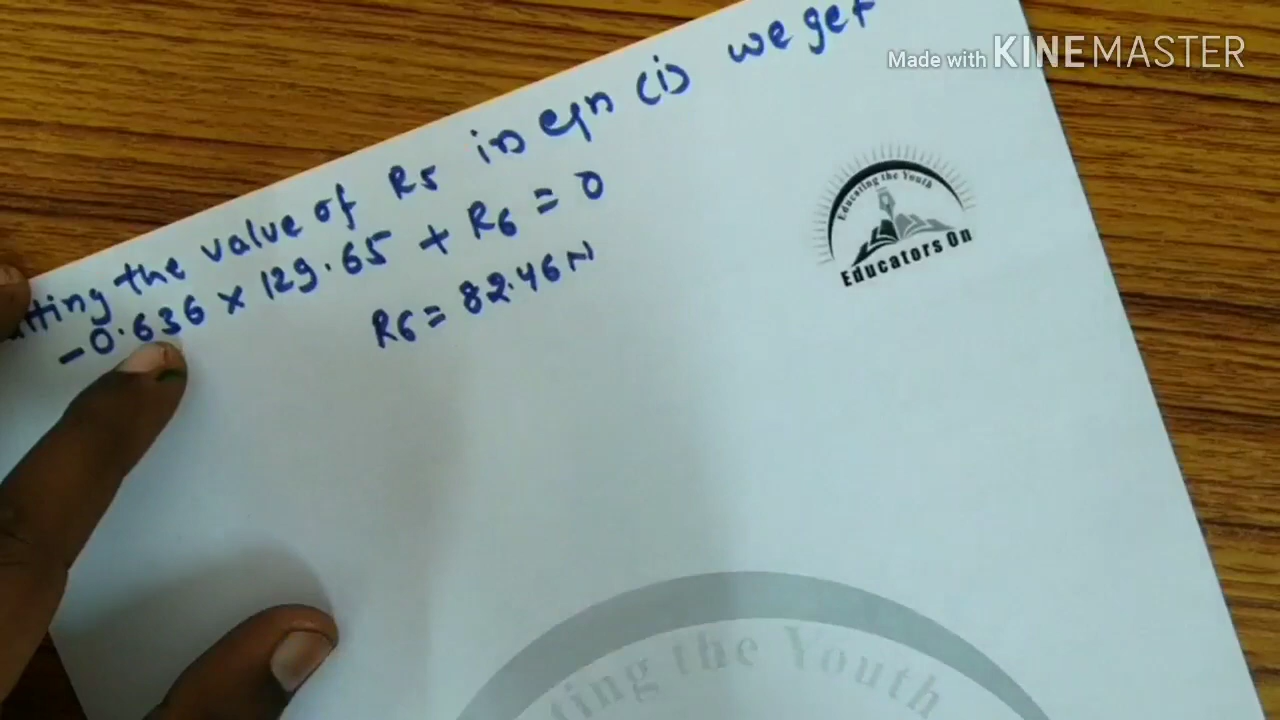 Made with KINEMASTER
the value of R5 in eqn (i) we get
-0.636 × 129.65 + R6 = 0
R6 = 82.46 N
Educating the Youth
Educators On
ting the Youth